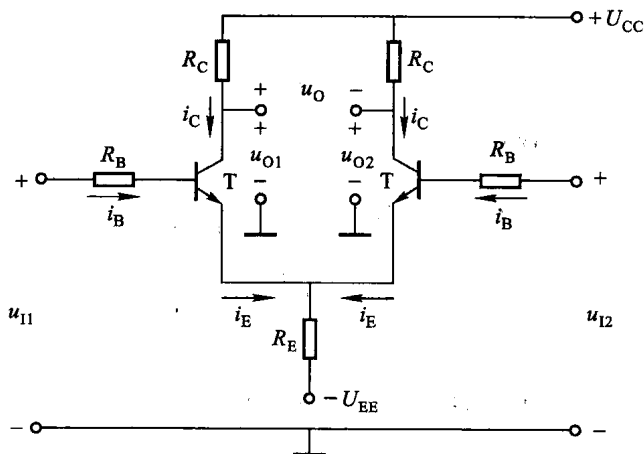 + U_CC
R_C R_C
+ u_O −
i_C + + i_C
R_B u_O1 u_O2 R_B
+ T − − T +
i_B i_B
u_I1 i_E i_E u_I2
R_E
− U_EE
− −